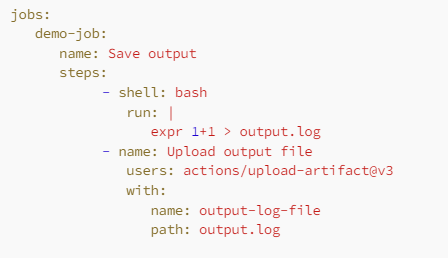 jobs:
demo-job:
name: Save output
steps:
- shell: bash
run: |
expr 1+1 > output.log
- name: Upload output file
users: actions/upload-artifact@v3
with:
name: output-log-file
path: output.log